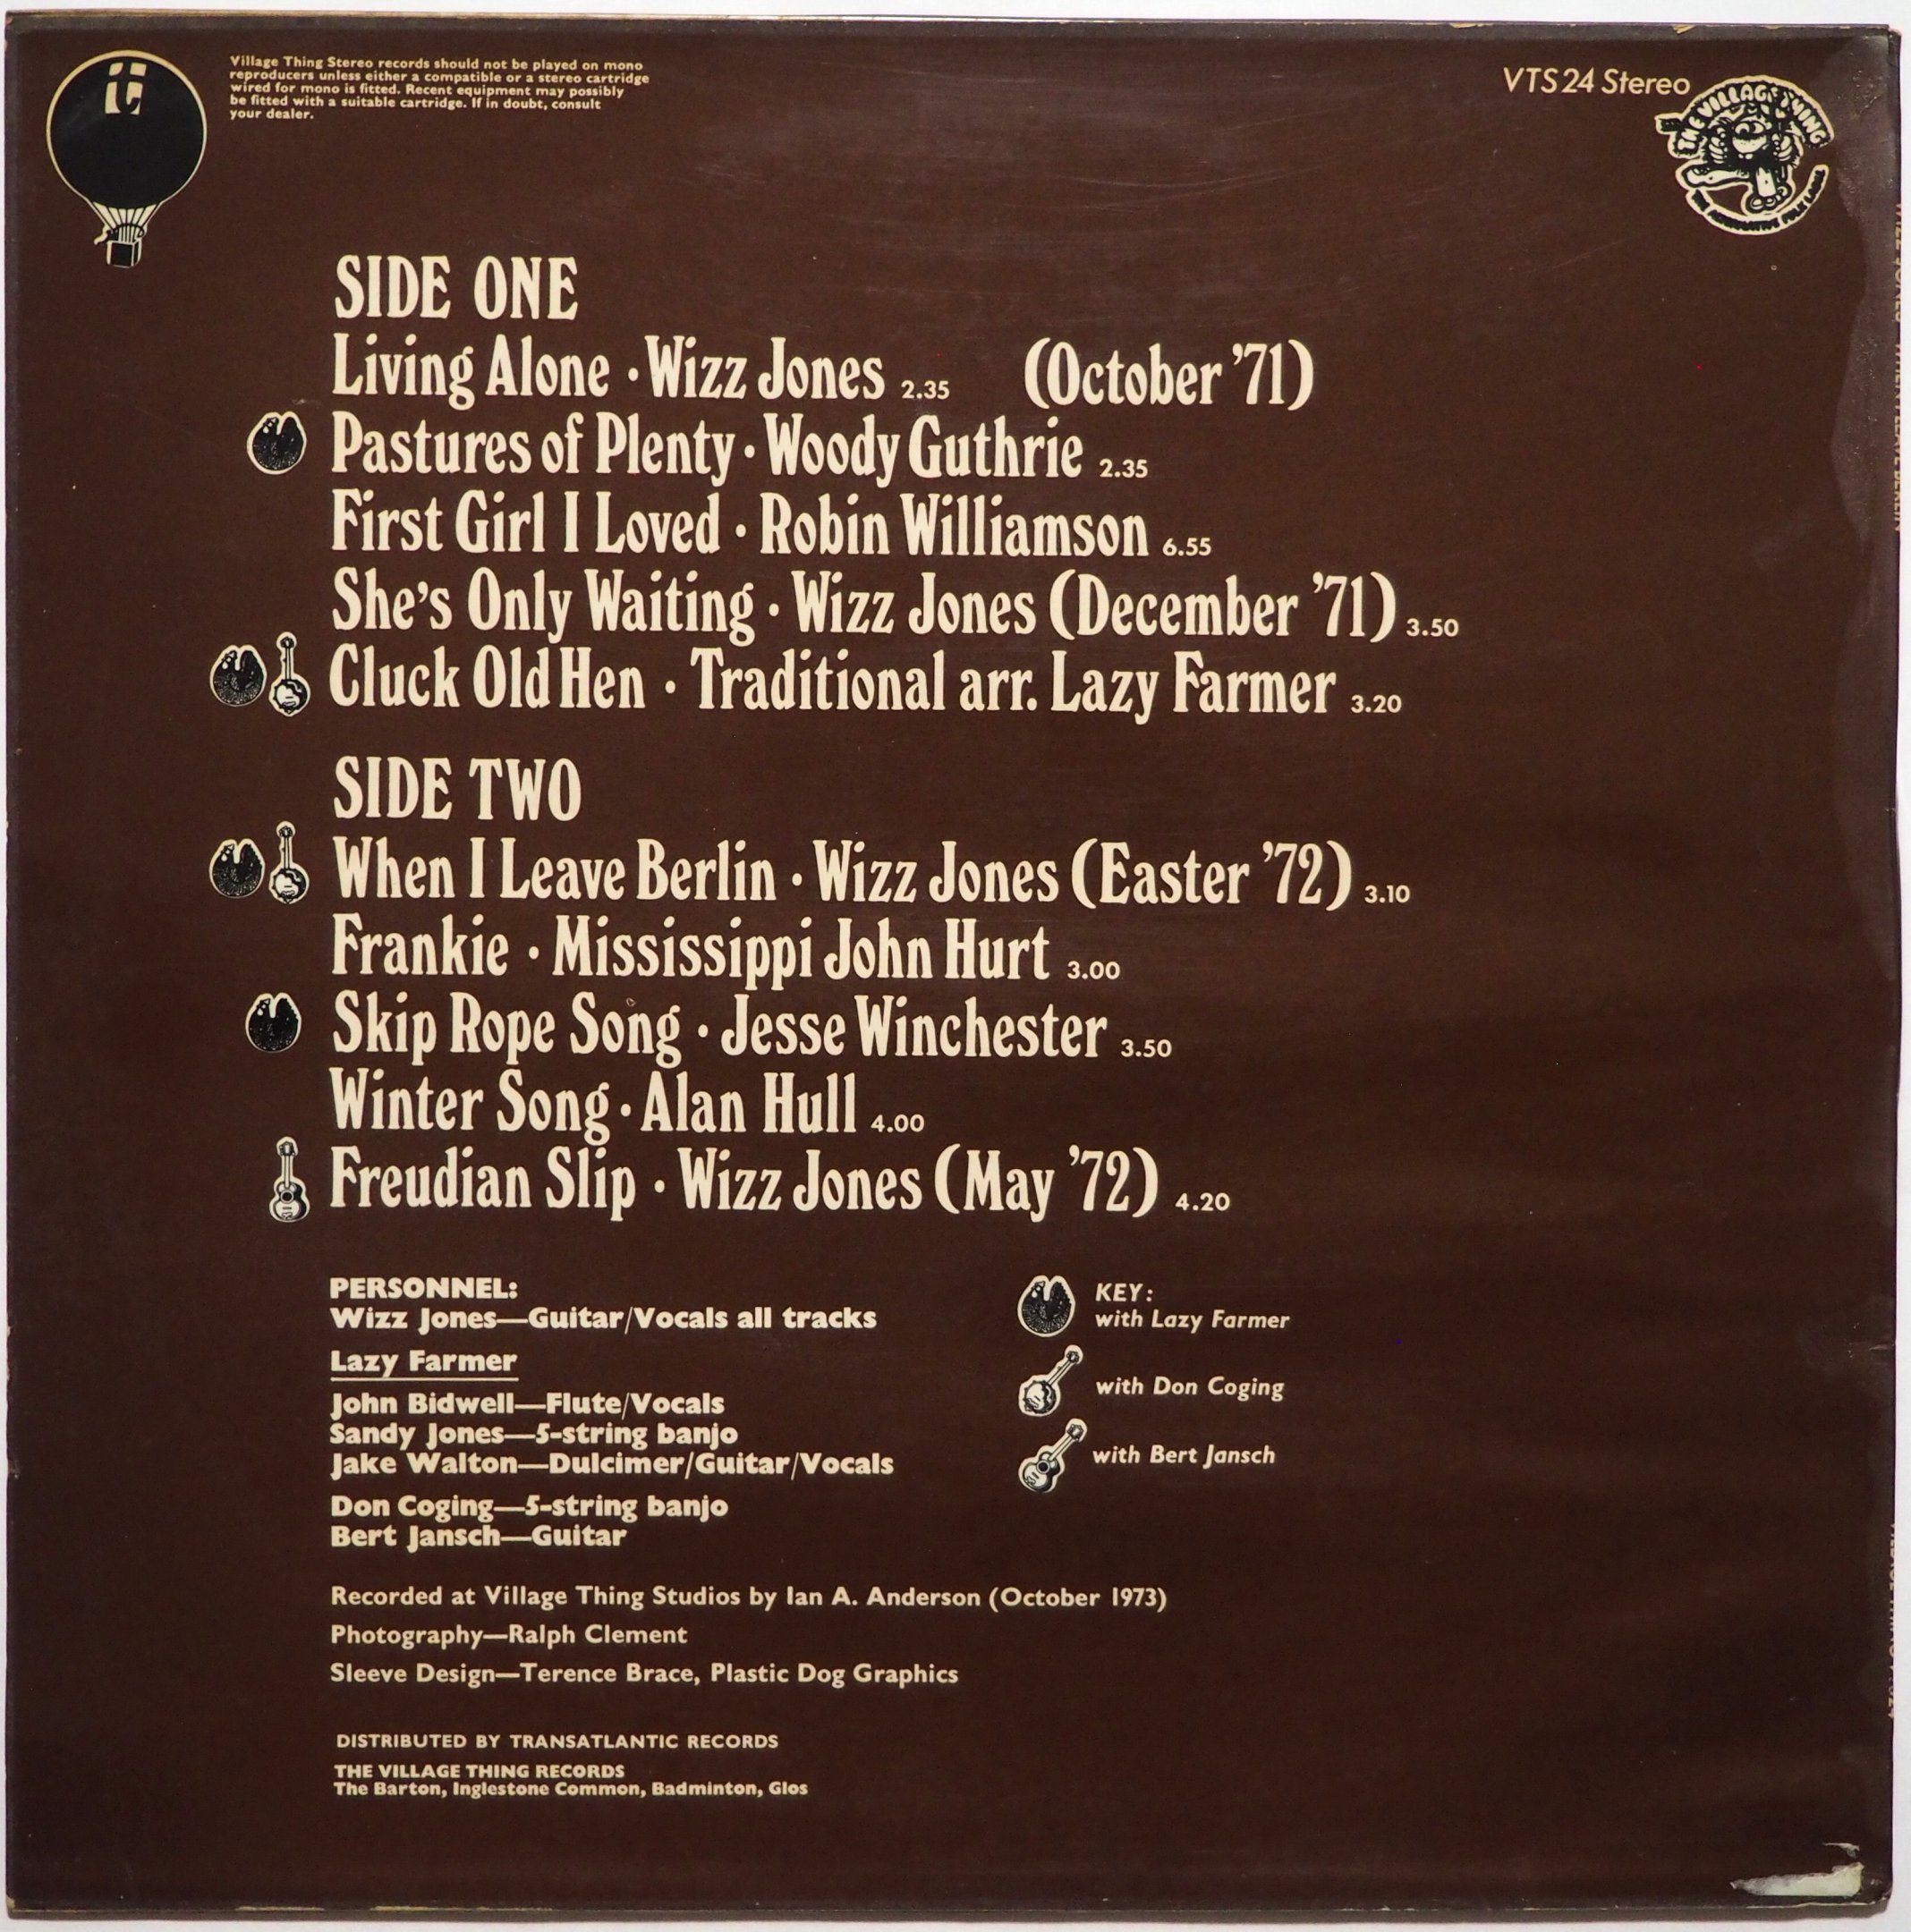 Village Thing Stereo records should not be played on mono
reproducers unless either a compatible or a stereo cartridge
wired for mono is fitted. Recent equipment may possibly
be fitted with a suitable cartridge. If in doubt, consult
your dealer.
VTS 24 Stereo
THE VILLAGE THING
THE ALTERNATIVE FOLK LABEL
SIDE ONE
Living Alone · Wizz Jones 2.35 (October '71)
Pastures of Plenty · Woody Guthrie 2.35
First Girl I Loved · Robin Williamson 6.55
She's Only Waiting · Wizz Jones (December '71) 3.50
Cluck Old Hen · Traditional arr. Lazy Farmer 3.20
SIDE TWO
When I Leave Berlin · Wizz Jones (Easter '72) 3.10
Frankie · Mississippi John Hurt 3.00
Skip Rope Song · Jesse Winchester 3.50
Winter Song · Alan Hull 4.00
Freudian Slip · Wizz Jones (May '72) 4.20
PERSONNEL:
Wizz Jones—Guitar/Vocals all tracks
Lazy Farmer
John Bidwell—Flute/Vocals
Sandy Jones—5-string banjo
Jake Walton—Dulcimer/Guitar/Vocals
Don Coging—5-string banjo
Bert Jansch—Guitar
KEY:
with Lazy Farmer
with Don Coging
with Bert Jansch
Recorded at Village Thing Studios by Ian A. Anderson (October 1973)
Photography—Ralph Clement
Sleeve Design—Terence Brace, Plastic Dog Graphics
DISTRIBUTED BY TRANSATLANTIC RECORDS
THE VILLAGE THING RECORDS
The Barton, Inglestone Common, Badminton, Glos